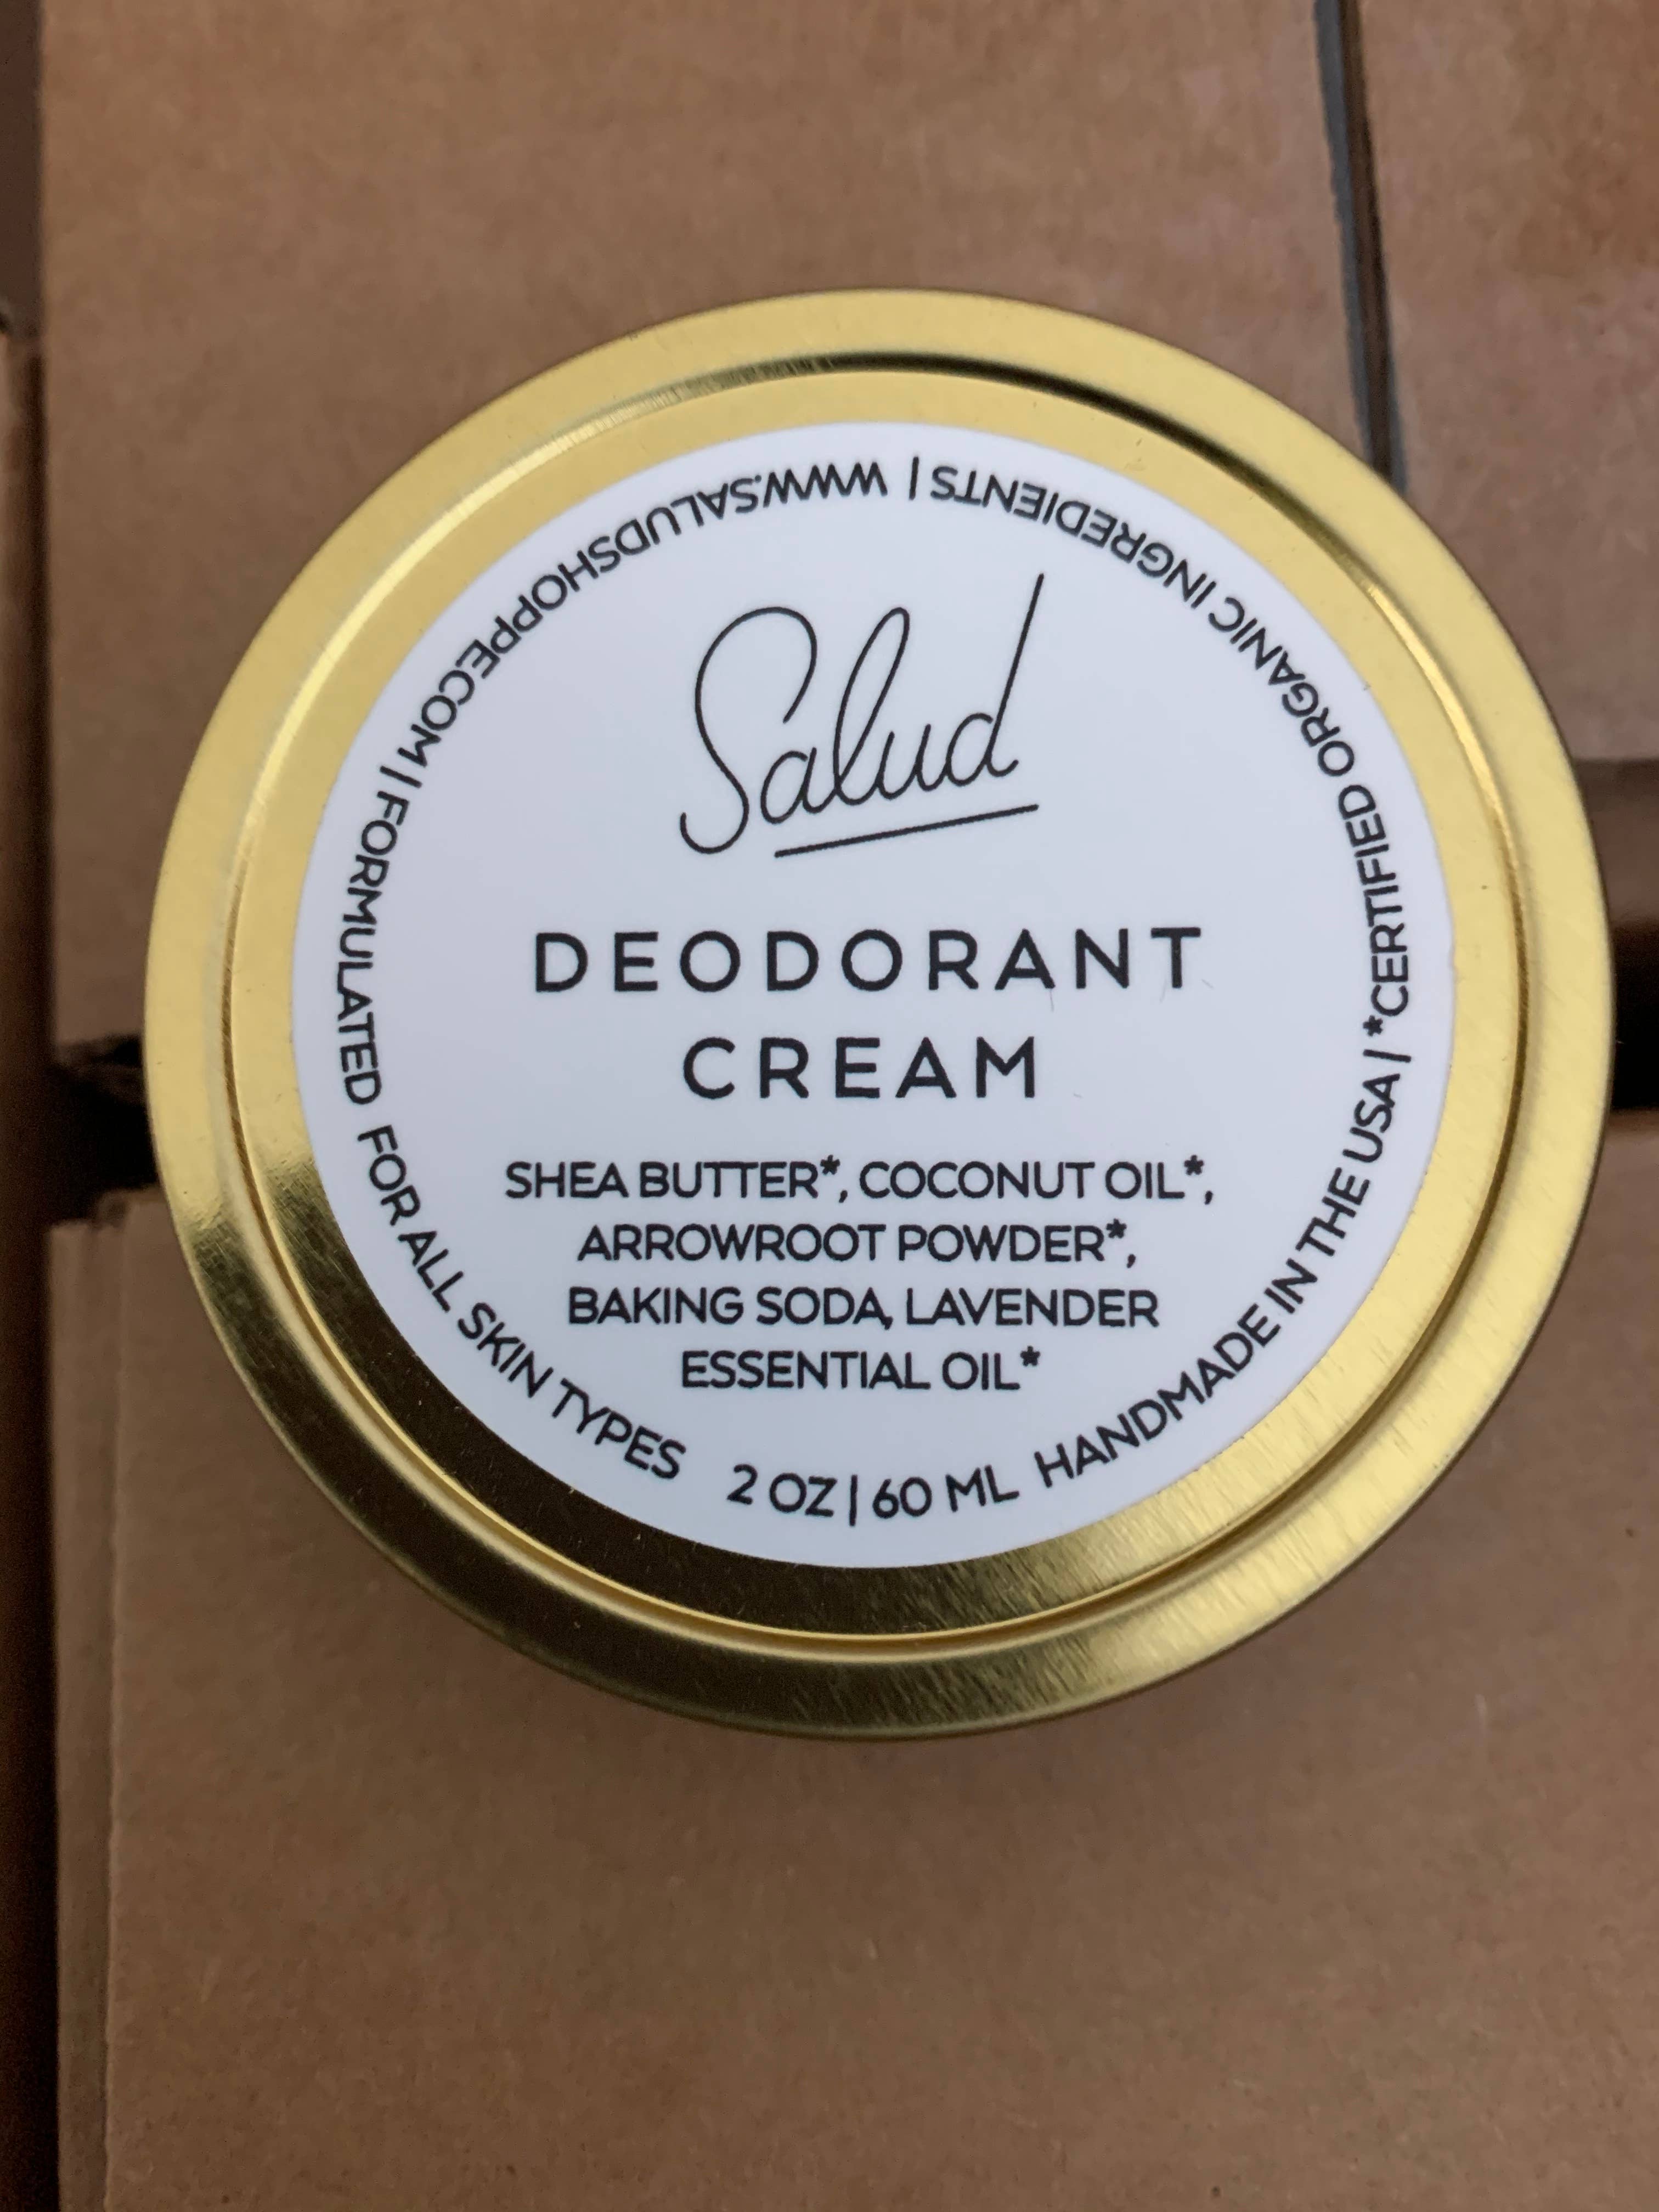 Salud
DEODORANT
CREAM
SHEA BUTTER*, COCONUT OIL*,
ARROWROOT POWDER*,
BAKING SODA, LAVENDER
ESSENTIAL OIL*
2 OZ | 60 ML
HANDMADE IN THE USA | *CERTIFIED ORGANIC INGREDIENTS | WWW.SALUDSHOPPE.COM | FORMULATED FOR ALL SKIN TYPES